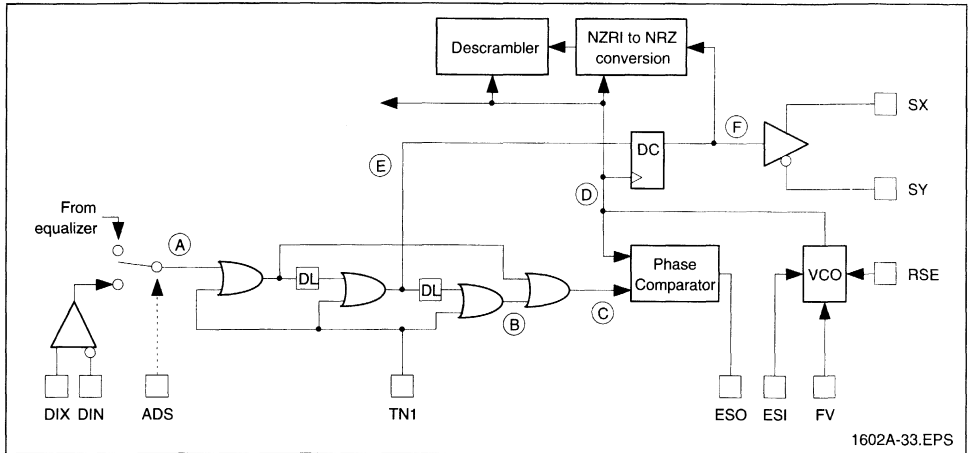 Descrambler
NZRI to NRZ
conversion
SX
F
DC
E
SY
D
From
equalizer
A
DL
DL
Phase
Comparator
VCO
RSE
B
C
DIX DIN ADS TN1 ESO ESI FV
1602A-33.EPS